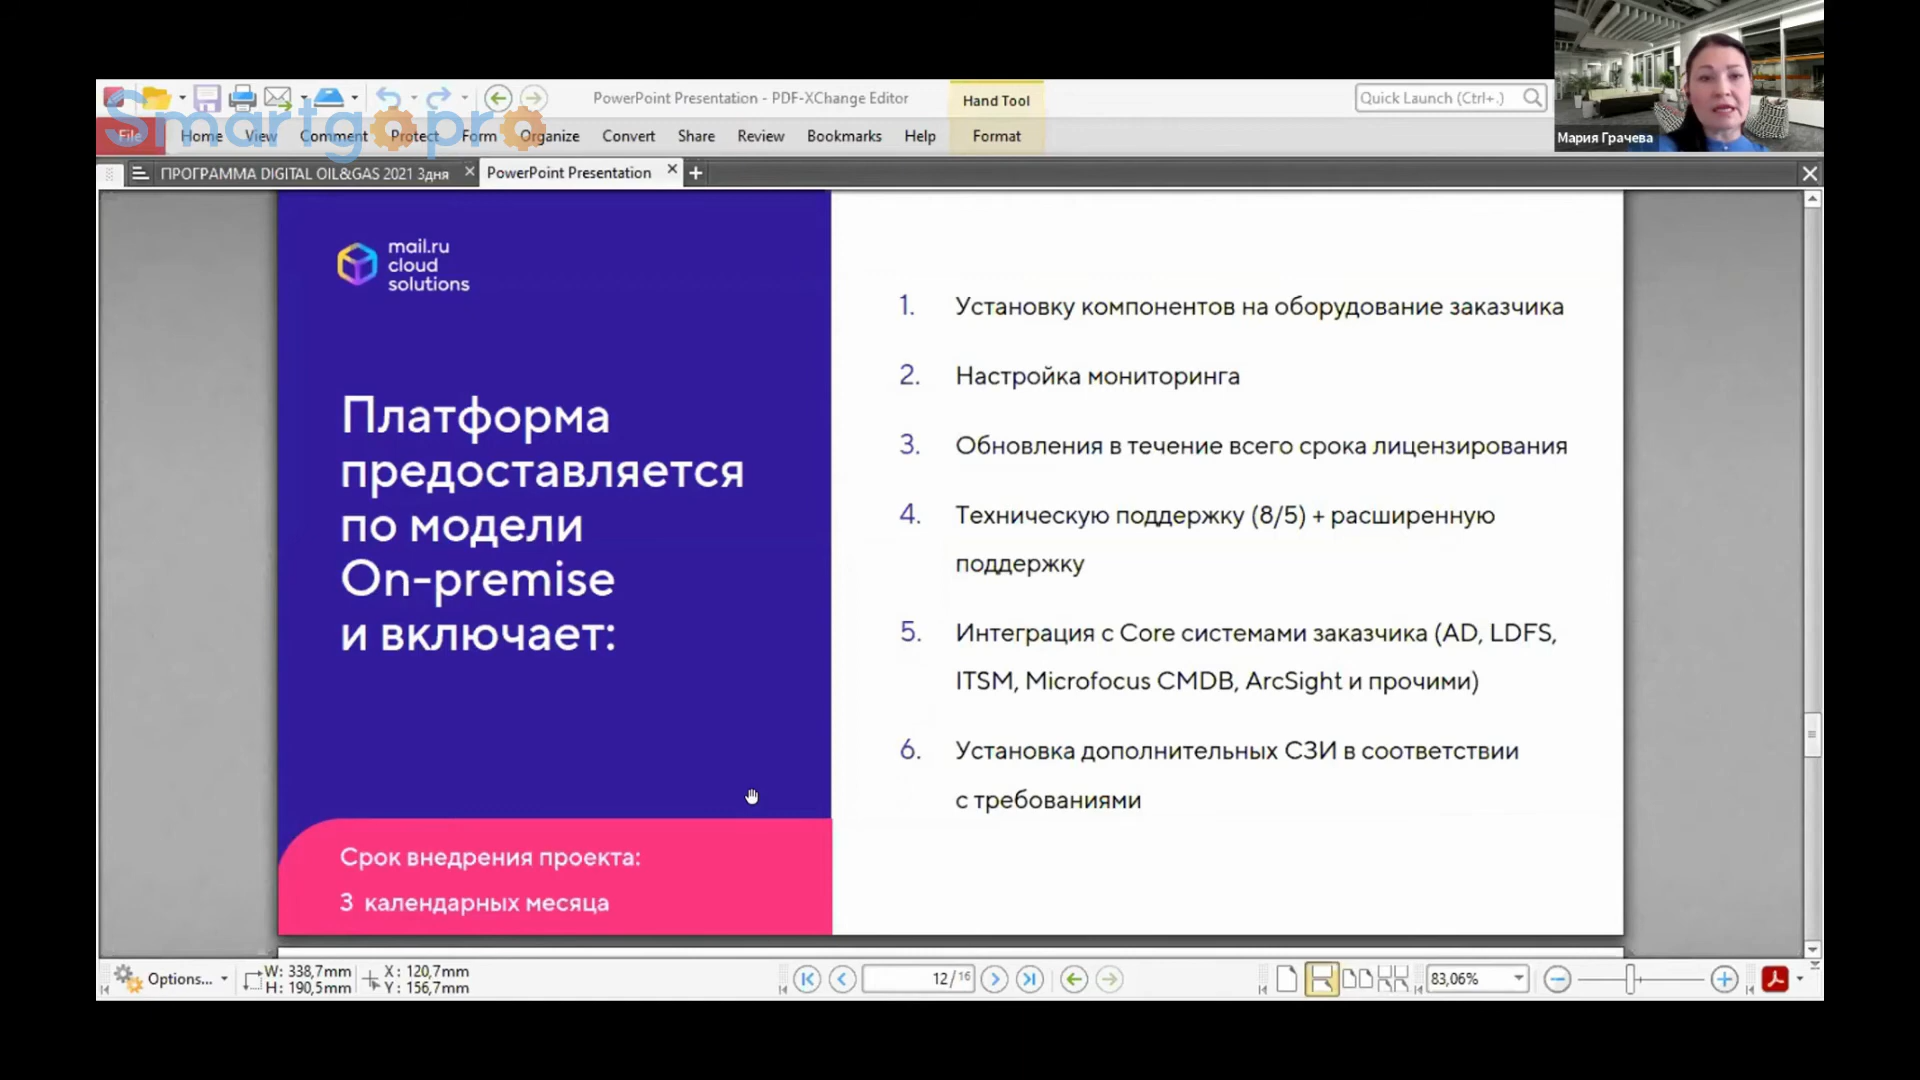 PowerPoint Presentation - PDF-XChange Editor
Hand Tool
Quick Launch (Ctrl+.)
Smartgopro
File
Home
View
Comment
Protect
Form
Organize
Convert
Share
Review
Bookmarks
Help
Format
Мария Грачева
ПРОГРАММА DIGITAL OIL&GAS 2021 3дня
PowerPoint Presentation
mail.ru
cloud
solutions
Платформа
предоставляется
по модели
On-premise
и включает:
Срок внедрения проекта:
3 календарных месяца
1. Установку компонентов на оборудование заказчика
2. Настройка мониторинга
3. Обновления в течение всего срока лицензирования
4. Техническую поддержку (8/5) + расширенную
поддержку
5. Интеграция с Core системами заказчика (AD, LDFS,
ITSM, Microfocus CMDB, ArcSight и прочими)
6. Установка дополнительных СЗИ в соответствии
с требованиями
Options...
W: 338,7mm
H: 190,5mm
X: 120,7mm
Y: 156,7mm
12/16
83,06%